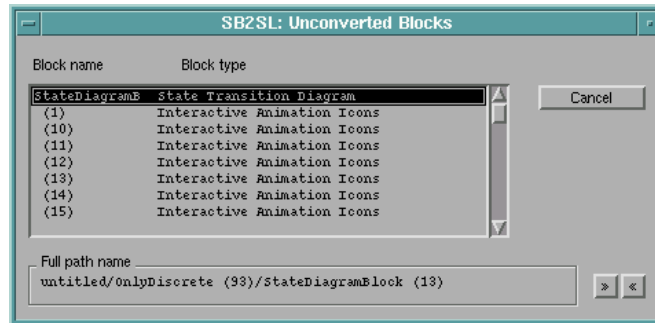 SB2SL: Unconverted Blocks
Block name Block type
StateDiagramB State Transition Diagram
(1) Interactive Animation Icons
(10) Interactive Animation Icons
(11) Interactive Animation Icons
(12) Interactive Animation Icons
(13) Interactive Animation Icons
(14) Interactive Animation Icons
(15) Interactive Animation Icons
Cancel
Full path name
untitled/OnlyDiscrete (93)/StateDiagramBlock (13)
» «